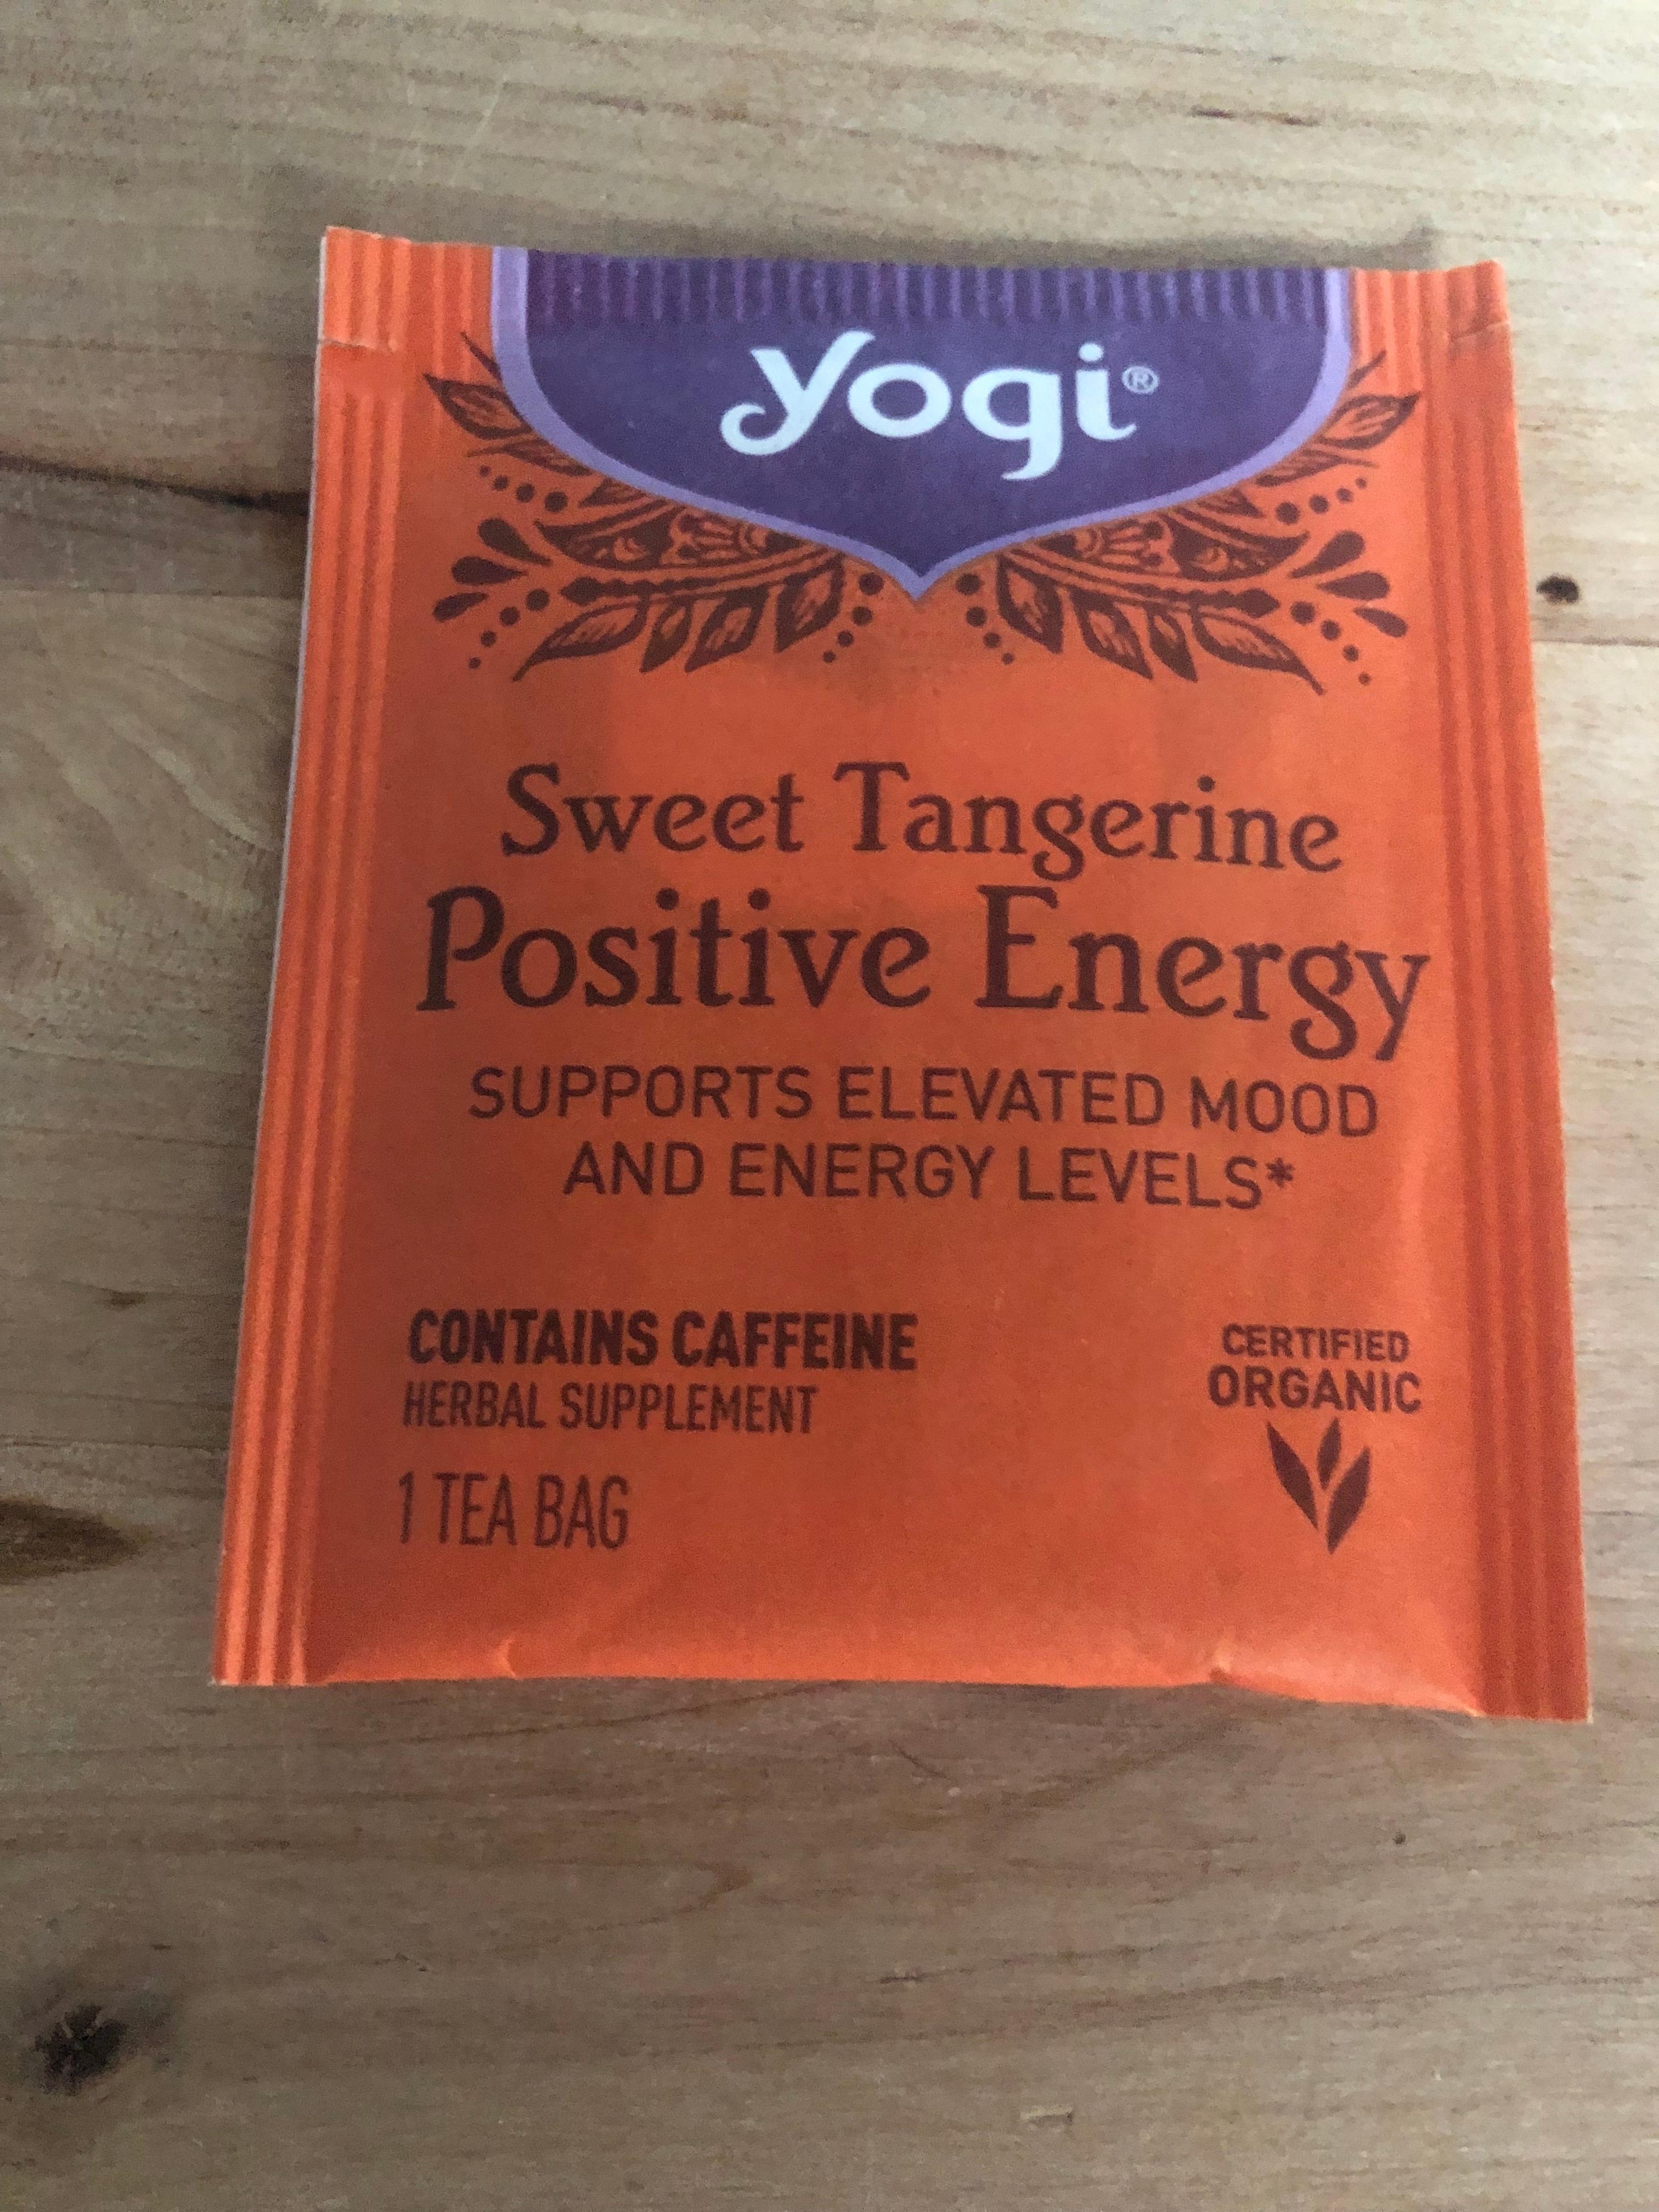 yogi®
Sweet Tangerine
Positive Energy
SUPPORTS ELEVATED MOOD
AND ENERGY LEVELS*
CONTAINS CAFFEINE
HERBAL SUPPLEMENT
1 TEA BAG
CERTIFIED
ORGANIC